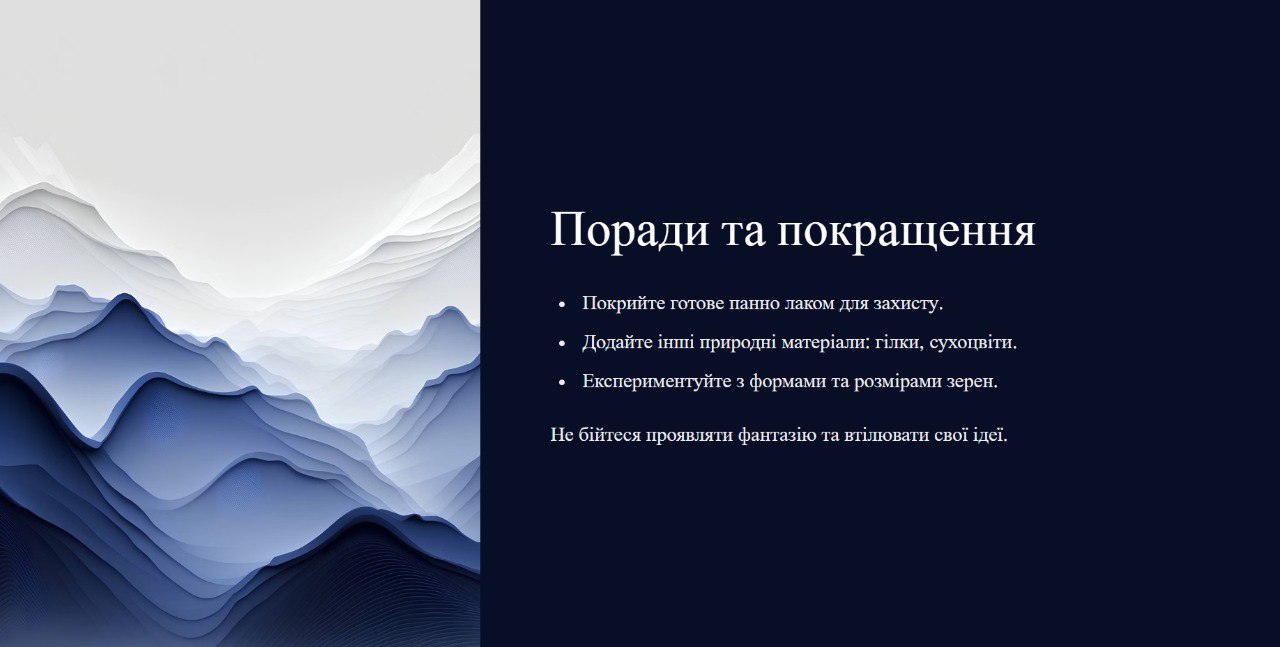 Поради та покращення
• Покрийте готове панно лаком для захисту.
• Додайте інші природні матеріали: гілки, сухоцвіти.
• Експериментуйте з формами та розмірами зерен.
Не бійтеся проявляти фантазію та втілювати свої ідеї.